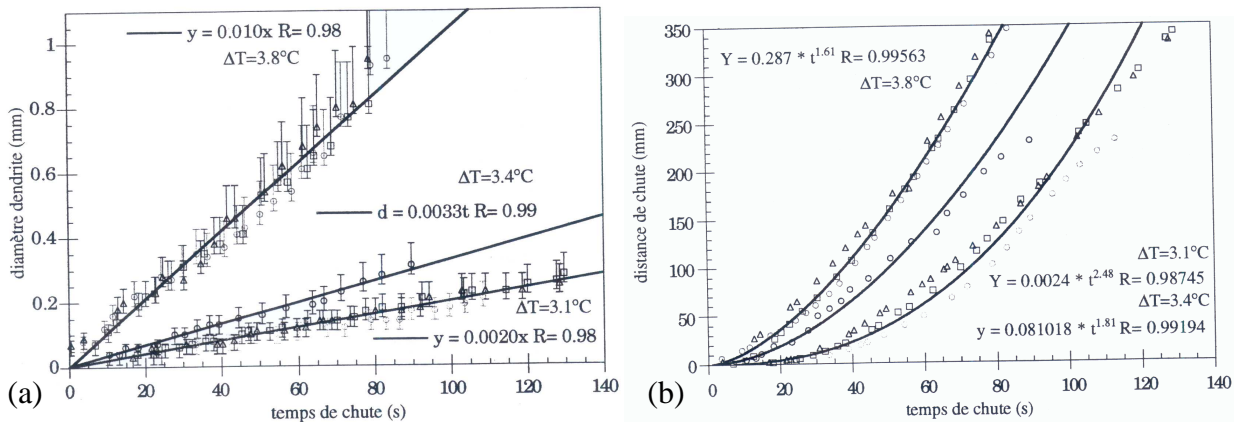 1
0.8
0.6
0.4
0.2
0
diamètre dendrite (mm)
y = 0.010x R= 0.98
ΔT=3.8°C
ΔT=3.4°C
d = 0.0033t R= 0.99
ΔT=3.1°C
y = 0.0020x R= 0.98
0 20 40 60 80 100 120 140
temps de chute (s)
(a)
350
300
250
200
150
100
50
0
distance de chute (mm)
Y = 0.287 * t^1.61 R= 0.99563
ΔT=3.8°C
ΔT=3.1°C
Y = 0.0024 * t^2.48 R= 0.98745
ΔT=3.4°C
y = 0.081018 * t^1.81 R= 0.99194
0 20 40 60 80 100 120 140
temps de chute (s)
(b)